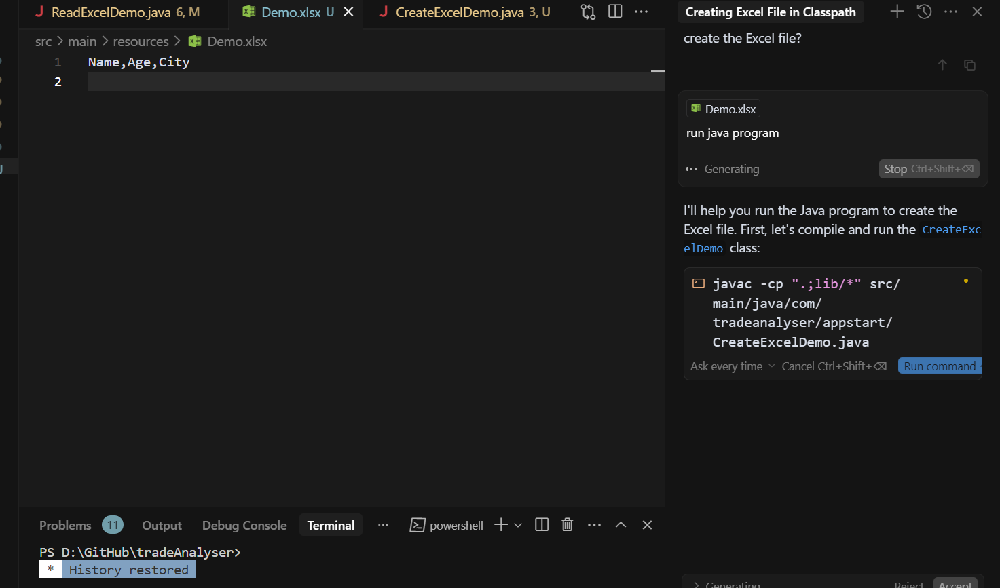 ReadExcelDemo.java 6, M
Demo.xlsx U
CreateExcelDemo.java 3, U
src > main > resources > Demo.xlsx
1 Name,Age,City
2
Problems 11 Output Debug Console Terminal ... powershell
PS D:\GitHub\tradeAnalyser>
* History restored
Creating Excel File in Classpath
create the Excel file?
Demo.xlsx
run java program
Generating Stop Ctrl+Shift+⌫
I'll help you run the Java program to create the
Excel file. First, let's compile and run the CreateExc
elDemo class:
javac -cp ".;lib/*" src/
main/java/com/
tradeanalyser/appstart/
CreateExcelDemo.java
Ask every time Cancel Ctrl+Shift+⌫ Run command
Generating Reject Accept